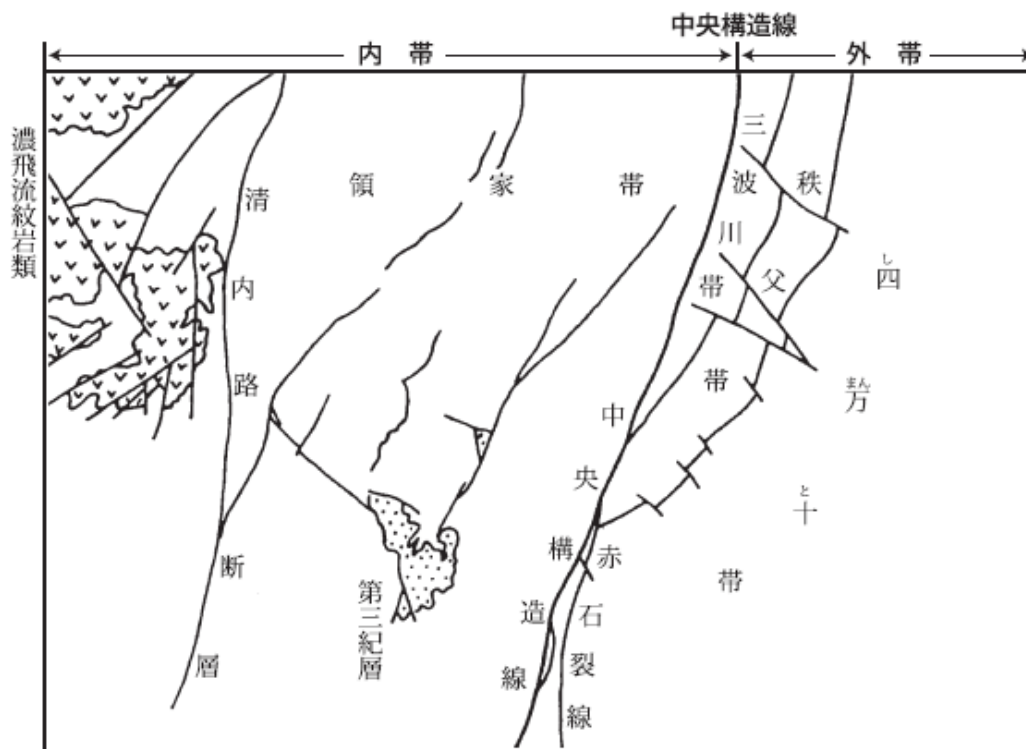 中央構造線
内帯
外帯
濃飛流紋岩類
清内路断層
領家帯
三波川帯
秩父帯
四万十帯
し
まん
と
中央構造線
赤石裂線
第三紀層